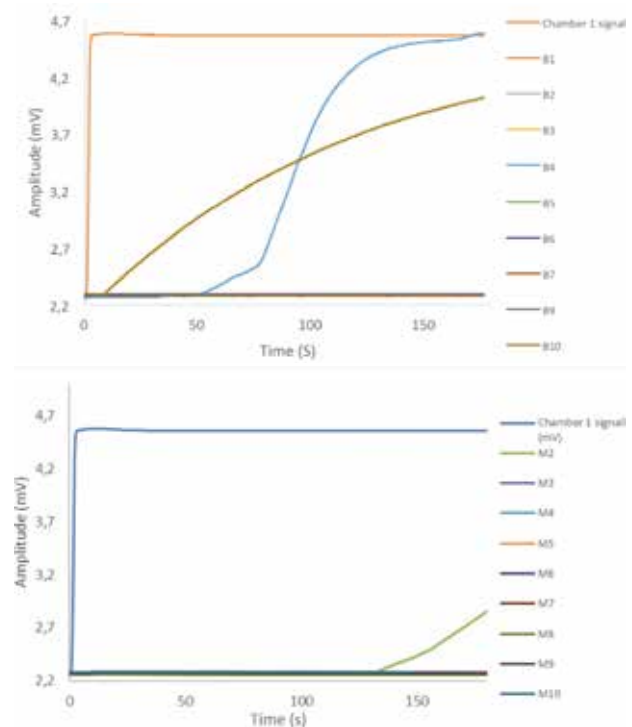 4,7
4,2
3,7
3,2
2,7
2,2
Amplitude (mV)
0 50 100 150
Time (S)
Chamber 1 signall
B1
B2
B3
B4
B5
B6
B7
B9
B10
4,7
4,2
3,7
3,2
2,7
2,2
Amplitude (mV)
0 50 100 150
Time (s)
Chamber 1 signall
(mV)
M2
M3
M4
M5
M6
M7
M8
M9
M10